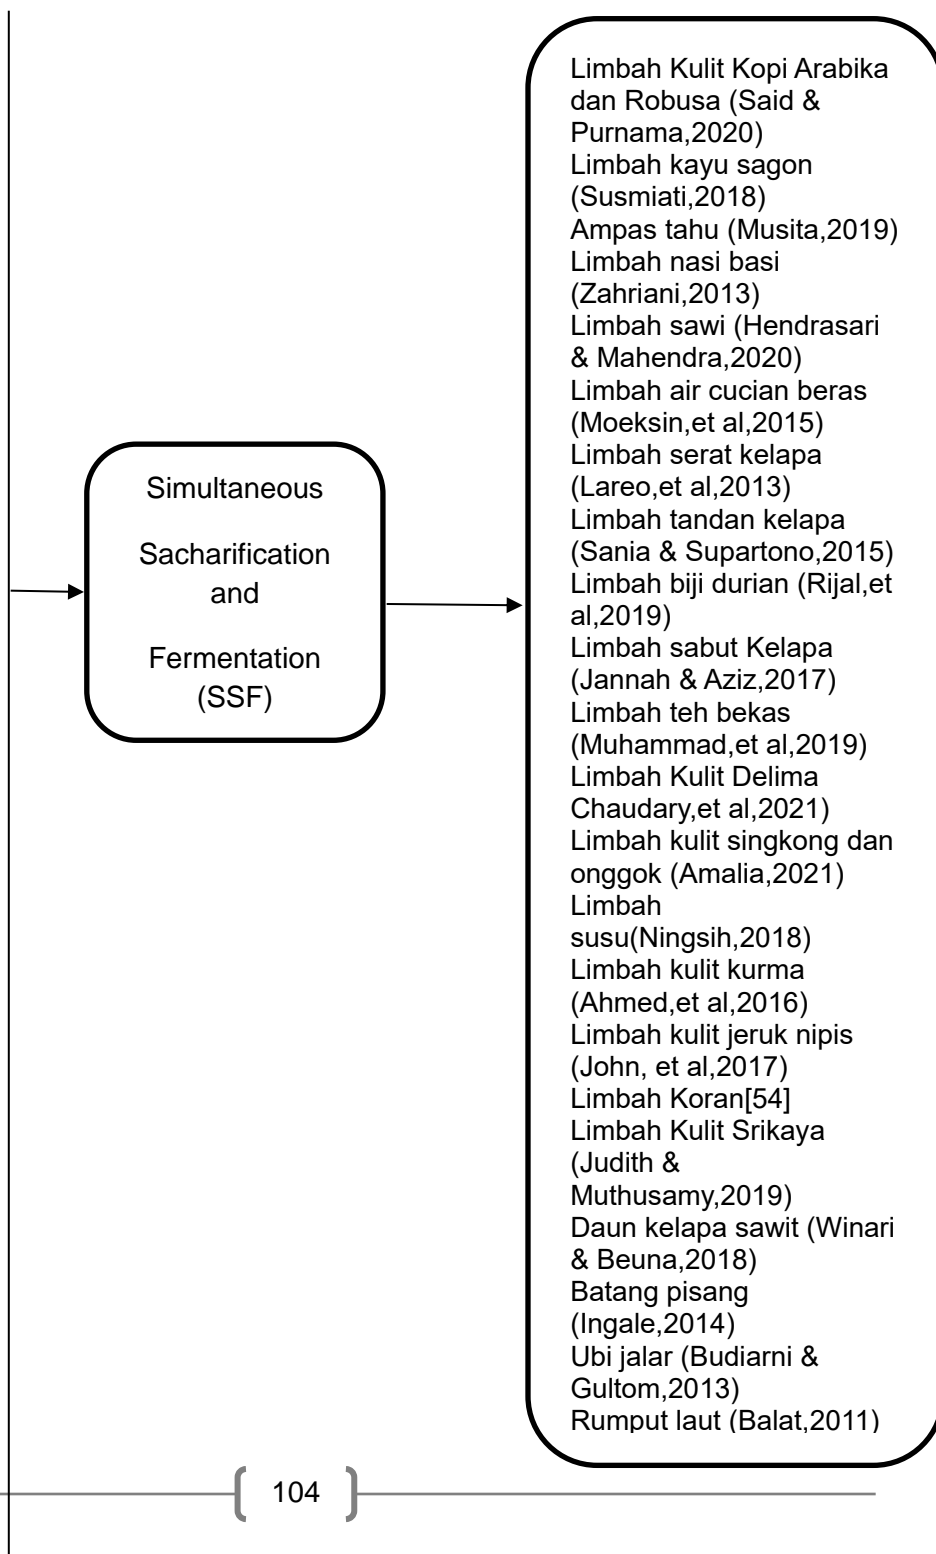 Simultaneous
Sacharification
and
Fermentation
(SSF)
Limbah Kulit Kopi Arabika
dan Robusa (Said &
Purnama,2020)
Limbah kayu sagon
(Susmiati,2018)
Ampas tahu (Musita,2019)
Limbah nasi basi
(Zahriani,2013)
Limbah sawi (Hendrasari
& Mahendra,2020)
Limbah air cucian beras
(Moeksin,et al,2015)
Limbah serat kelapa
(Lareo,et al,2013)
Limbah tandan kelapa
(Sania & Supartono,2015)
Limbah biji durian (Rijal,et
al,2019)
Limbah sabut Kelapa
(Jannah & Aziz,2017)
Limbah teh bekas
(Muhammad,et al,2019)
Limbah Kulit Delima
Chaudary,et al,2021)
Limbah kulit singkong dan
onggok (Amalia,2021)
Limbah
susu(Ningsih,2018)
Limbah kulit kurma
(Ahmed,et al,2016)
Limbah kulit jeruk nipis
(John, et al,2017)
Limbah Koran[54]
Limbah Kulit Srikaya
(Judith &
Muthusamy,2019)
Daun kelapa sawit (Winari
& Beuna,2018)
Batang pisang
(Ingale,2014)
Ubi jalar (Budiarni &
Gultom,2013)
Rumput laut (Balat,2011)
104